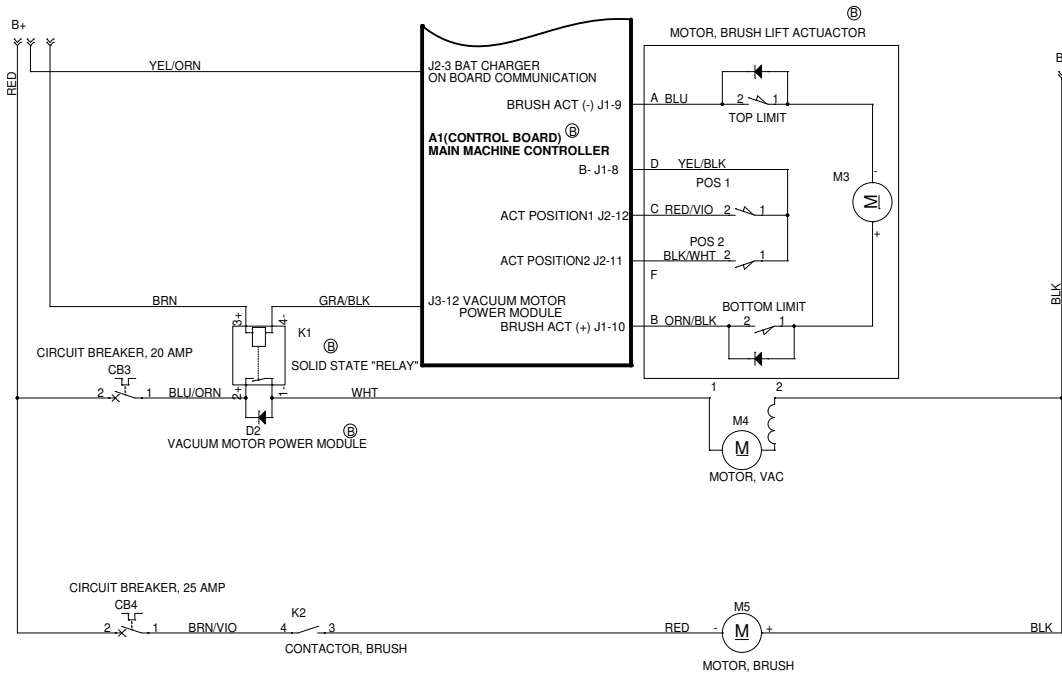 B+
RED
YEL/ORN
J2-3 BAT CHARGER
ON BOARD COMMUNICATION
BRUSH ACT (-) J1-9
A1(CONTROL BOARD) B
MAIN MACHINE CONTROLLER
B- J1-8
ACT POSITION1 J2-12
ACT POSITION2 J2-11
J3-12 VACUUM MOTOR
POWER MODULE
BRUSH ACT (+) J1-10
B
MOTOR, BRUSH LIFT ACTUACTOR
A BLU
2 1
TOP LIMIT
D YEL/BLK
POS 1
C RED/VIO 2 1
POS 2
BLK/WHT 2 1
F
BOTTOM LIMIT
B ORN/BLK 2 1
M3
-
M
+
B
BLK
BRN
GRA/BLK
3+ 4-
K1
B
SOLID STATE "RELAY"
2+ 1-
CIRCUIT BREAKER, 20 AMP
CB3
2 1 BLU/ORN
WHT
D2
B
VACUUM MOTOR POWER MODULE
1 2
M4
M
MOTOR, VAC
CIRCUIT BREAKER, 25 AMP
CB4
2 1 BRN/VIO
K2
4 3
CONTACTOR, BRUSH
RED
M5
- M +
BLK
MOTOR, BRUSH